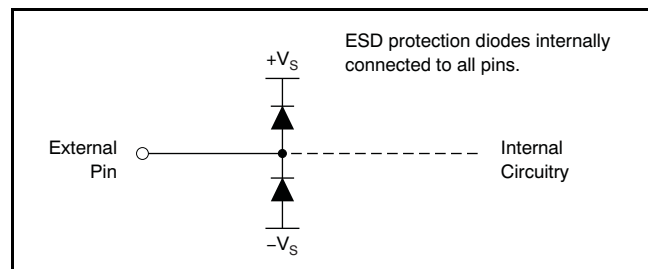 ESD protection diodes internally
connected to all pins.
+VS
External
Pin
Internal
Circuitry
−VS